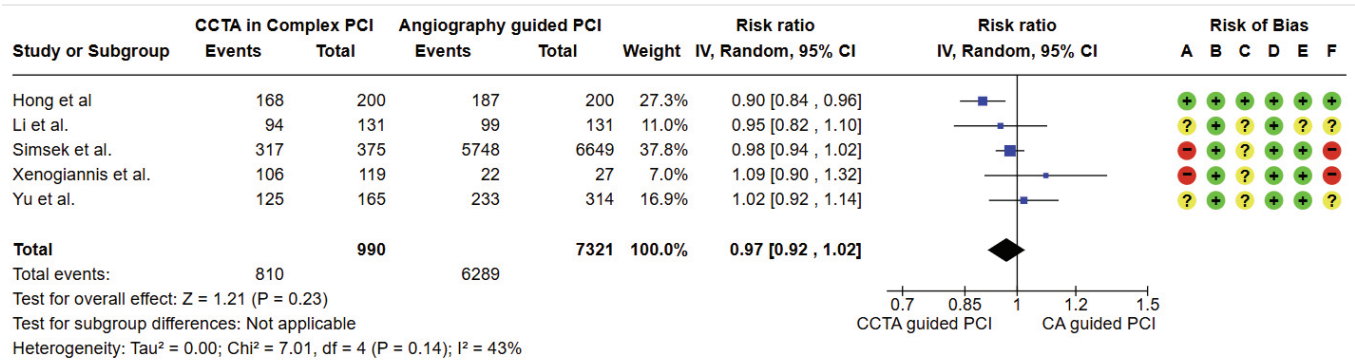 CCTA in Complex PCI Angiography guided PCI Risk ratio Risk ratio Risk of Bias
Study or Subgroup Events Total Events Total Weight IV, Random, 95% CI IV, Random, 95% CI A B C D E F
Hong et al 168 200 187 200 27.3% 0.90 [0.84 , 0.96] + + + + + +
Li et al. 94 131 99 131 11.0% 0.95 [0.82 , 1.10] ? + ? + ? ?
Simsek et al. 317 375 5748 6649 37.8% 0.98 [0.94 , 1.02] − + ? + + −
Xenogiannis et al. 106 119 22 27 7.0% 1.09 [0.90 , 1.32] − + ? + + −
Yu et al. 125 165 233 314 16.9% 1.02 [0.92 , 1.14] ? + ? + + ?
Total 990 7321 100.0% 0.97 [0.92 , 1.02]
Total events: 810 6289
Test for overall effect: Z = 1.21 (P = 0.23) 0.7 0.85 1 1.2 1.5
Test for subgroup differences: Not applicable CCTA guided PCI CA guided PCI
Heterogeneity: Tau² = 0.00; Chi² = 7.01, df = 4 (P = 0.14); I² = 43%